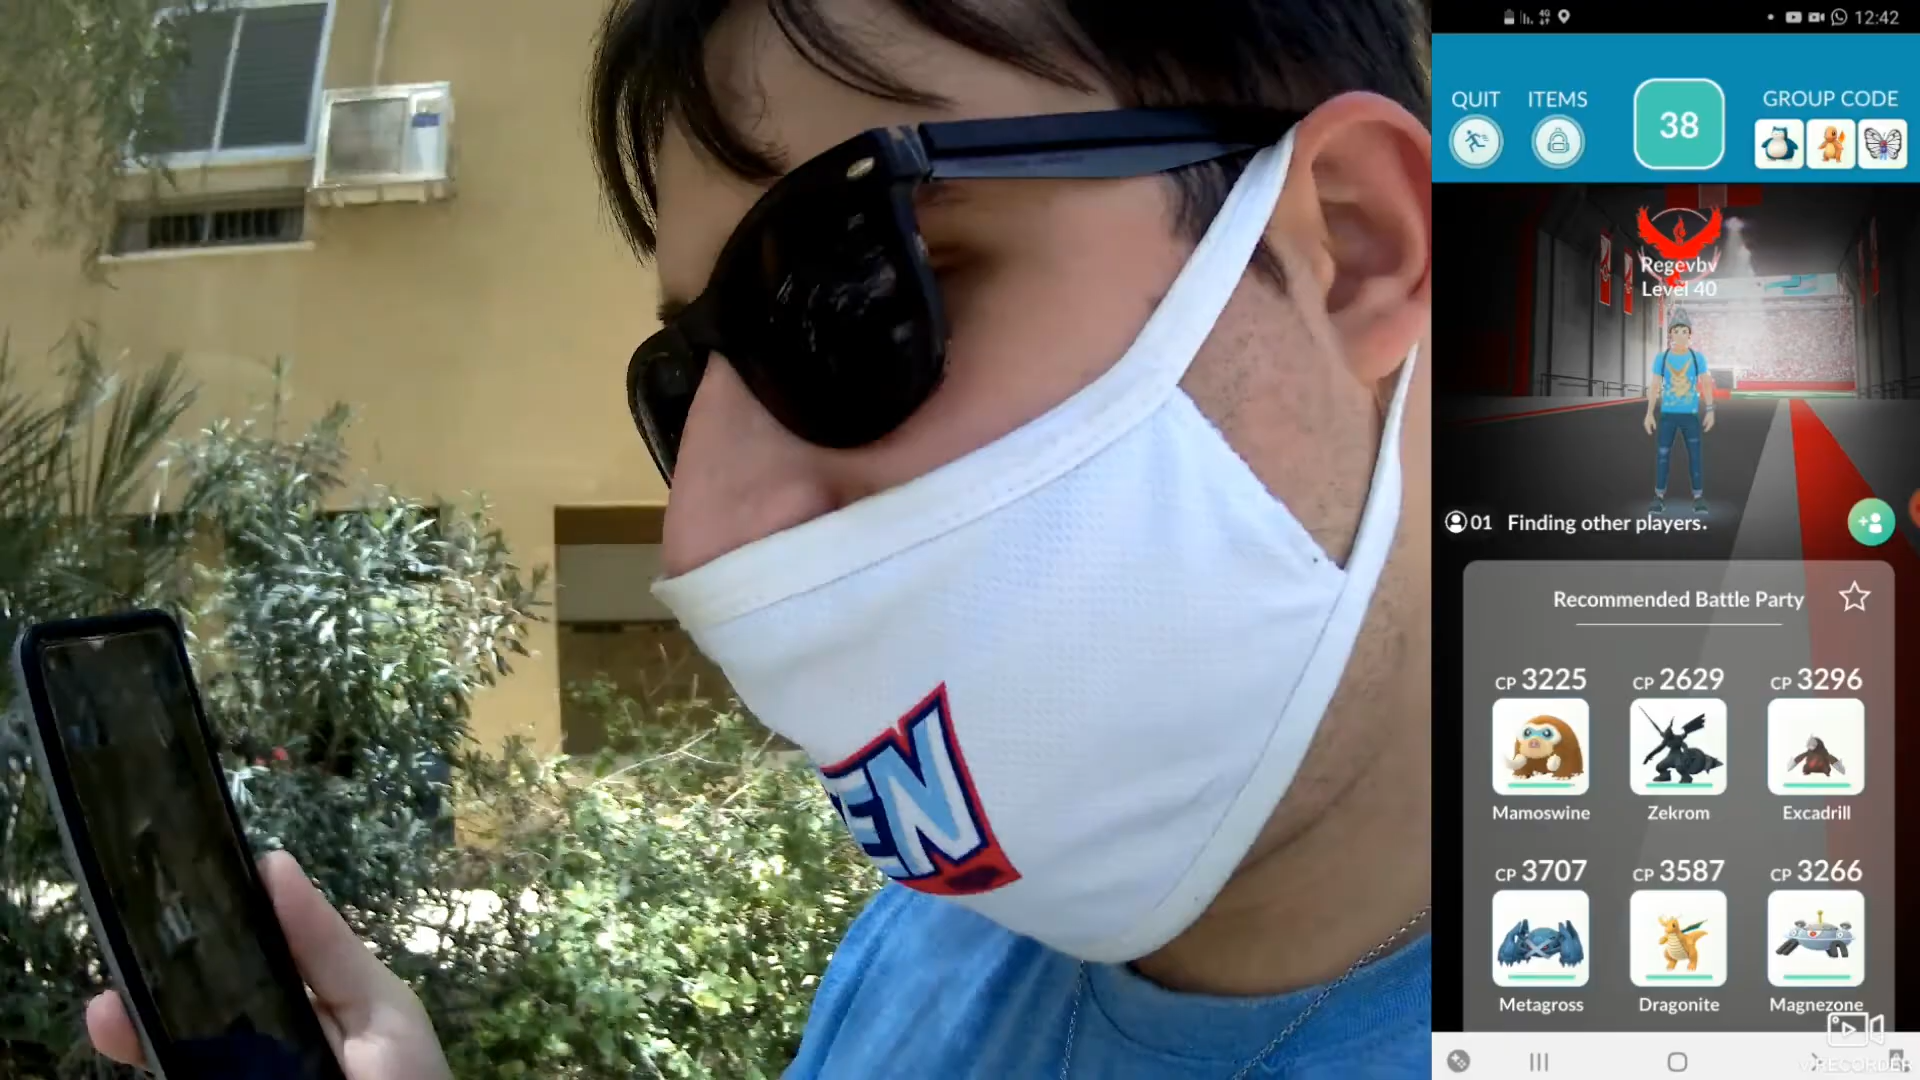 12:42
QUIT
ITEMS
38
GROUP CODE
Regevbv
Level 40
01 Finding other players.
Recommended Battle Party
CP 3225
CP 2629
CP 3296
Mamoswine
Zekrom
Excadrill
CP 3707
CP 3587
CP 3266
Metagross
Dragonite
Magnezone
EN